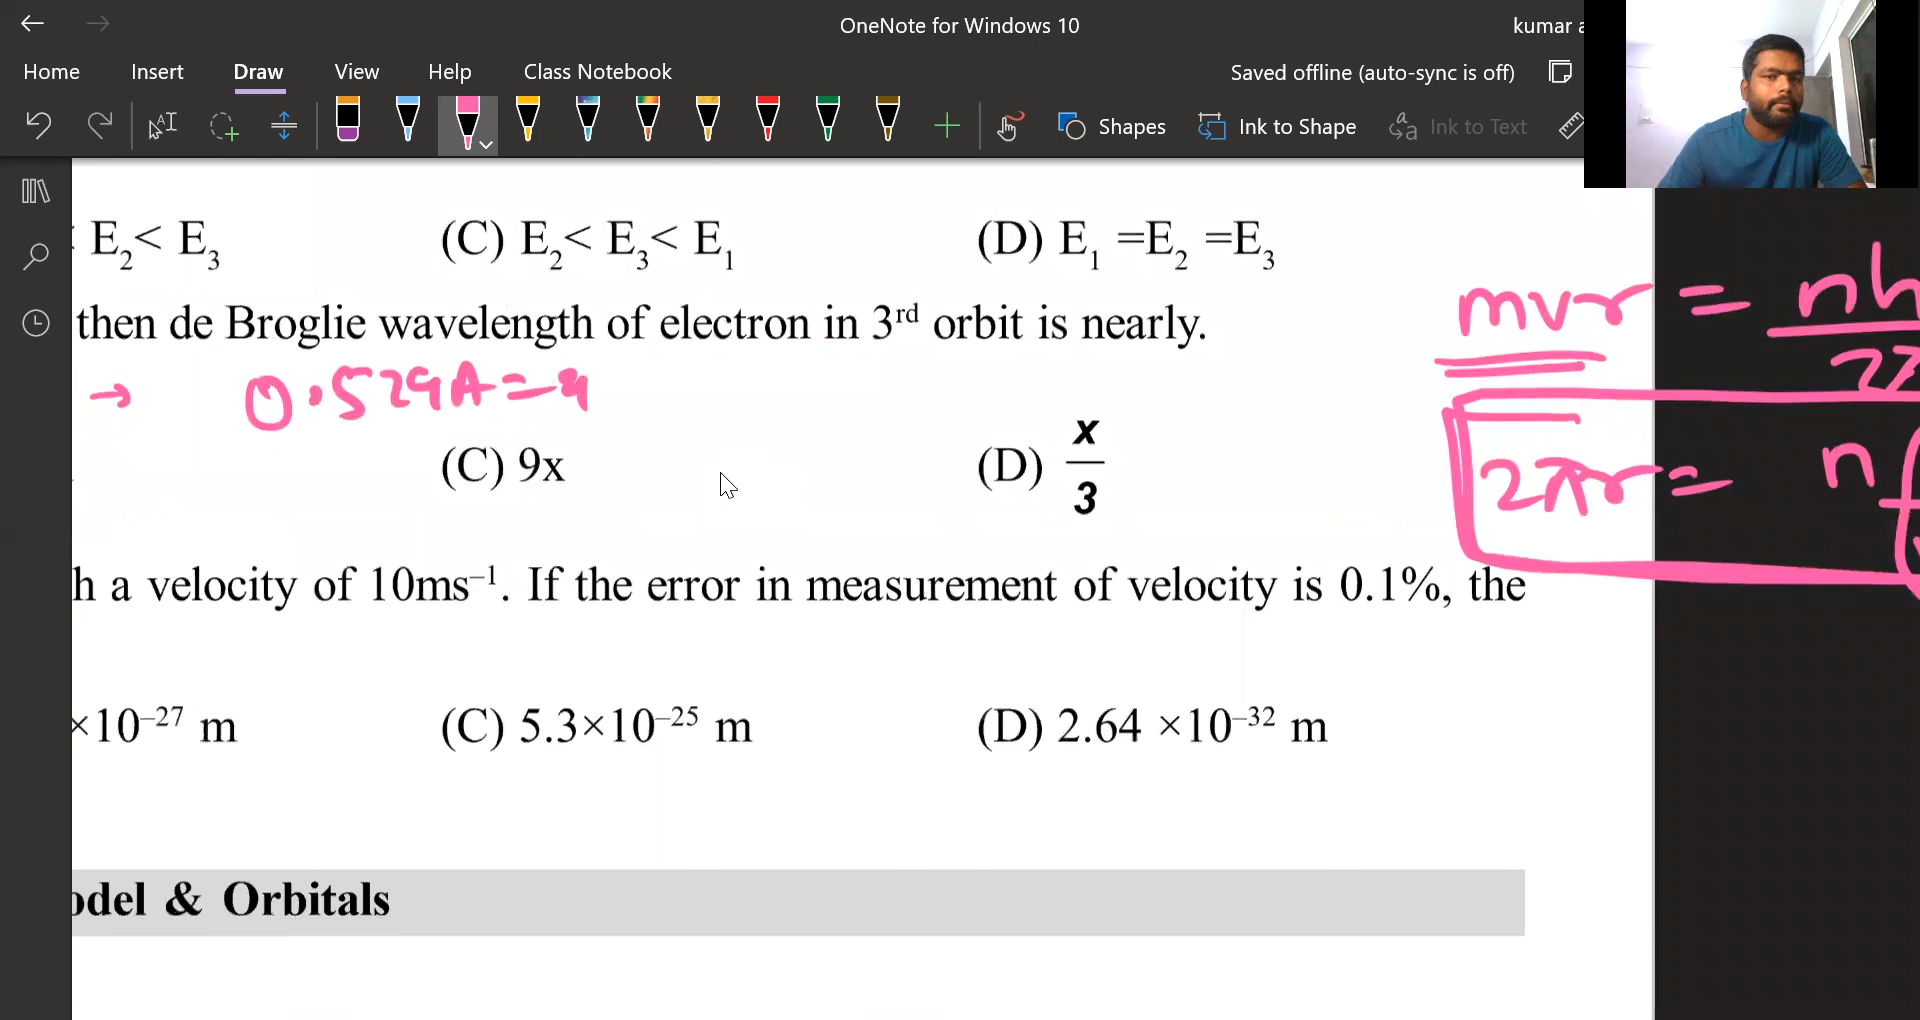 OneNote for Windows 10
kumar a
Home Insert Draw View Help Class Notebook
Saved offline (auto-sync is off)
Shapes Ink to Shape Ink to Text
E₂< E₃ (C) E₂< E₃< E₁ (D) E₁ =E₂ =E₃
mvr = nh
then de Broglie wavelength of electron in 3ʳᵈ orbit is nearly.
→ 0.529A=
(C) 9x (D) x/3
2πr = n
h a velocity of 10ms⁻¹. If the error in measurement of velocity is 0.1%, the
×10⁻²⁷ m (C) 5.3×10⁻²⁵ m (D) 2.64 ×10⁻³² m
odel & Orbitals